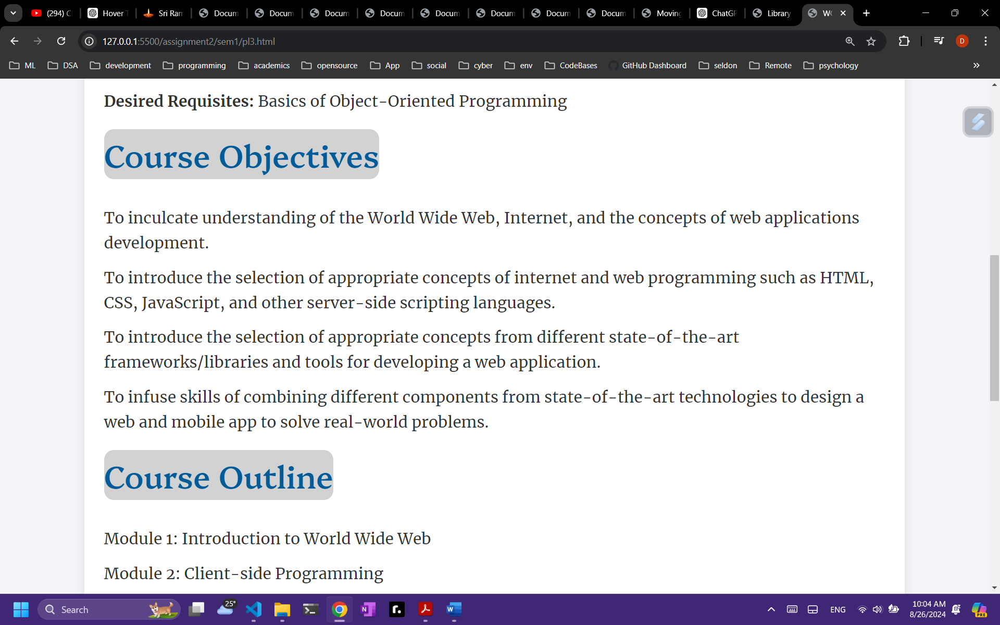 (294) C
Hover T
Sri Ran
Docum
Docum
Docum
Docum
Docum
Docum
Docum
Docum
Moving
ChatGP
Library
W
127.0.0.1:5500/assignment2/sem1/pl3.html
D
ML
DSA
development
programming
academics
opensource
App
social
cyber
env
CodeBases
GitHub Dashboard
seldon
Remote
psychology
»
Desired Requisites: Basics of Object-Oriented Programming
Course Objectives
To inculcate understanding of the World Wide Web, Internet, and the concepts of web applications
development.
To introduce the selection of appropriate concepts of internet and web programming such as HTML,
CSS, JavaScript, and other server-side scripting languages.
To introduce the selection of appropriate concepts from different state-of-the-art
frameworks/libraries and tools for developing a web application.
To infuse skills of combining different components from state-of-the-art technologies to design a
web and mobile app to solve real-world problems.
Course Outline
Module 1: Introduction to World Wide Web
Module 2: Client-side Programming
Search
25°
N
r.
W
ENG
10:04 AM
8/26/2024
PRE